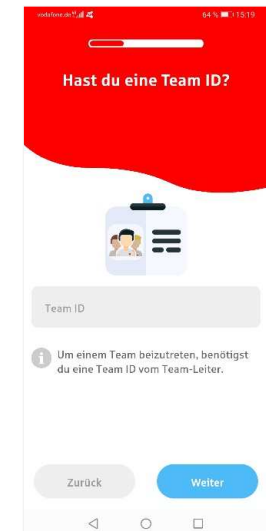 vodafone.de
64 % 15:19
Hast du eine Team ID?
Team ID
Um einem Team beizutreten, benötigst
du eine Team ID vom Team-Leiter.
Zurück
Weiter